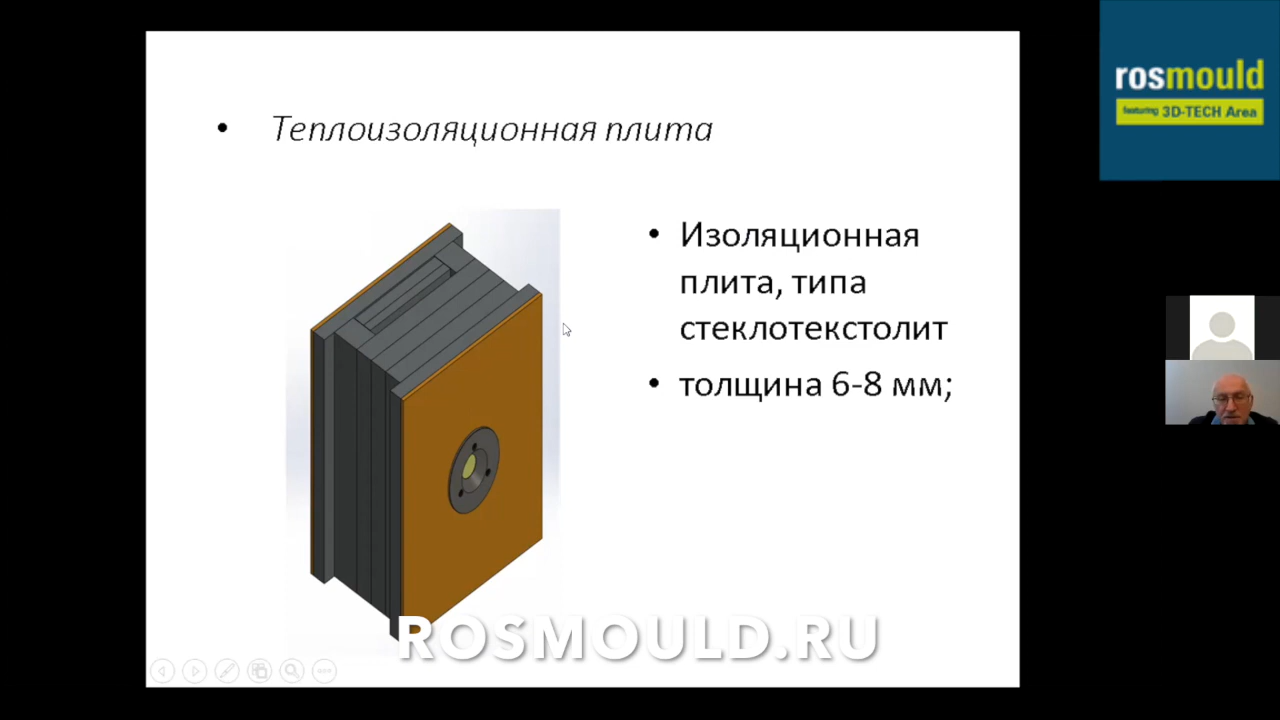 • Теплоизоляционная плита
• Изоляционная
плита, типа
стеклотекстолит
• толщина 6-8 мм;
ROSMOULD.RU
rosmould
featuring 3D-TECH Area